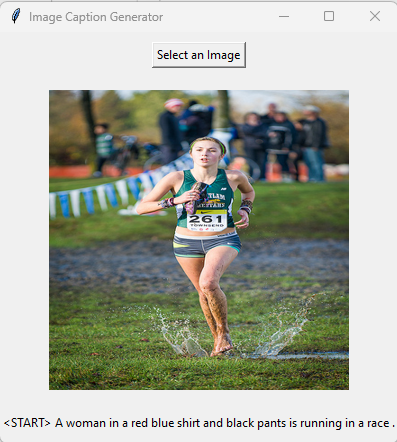 Image Caption Generator
Select an Image
261
TOWNSEND
<START> A woman in a red blue shirt and black pants is running in a race .